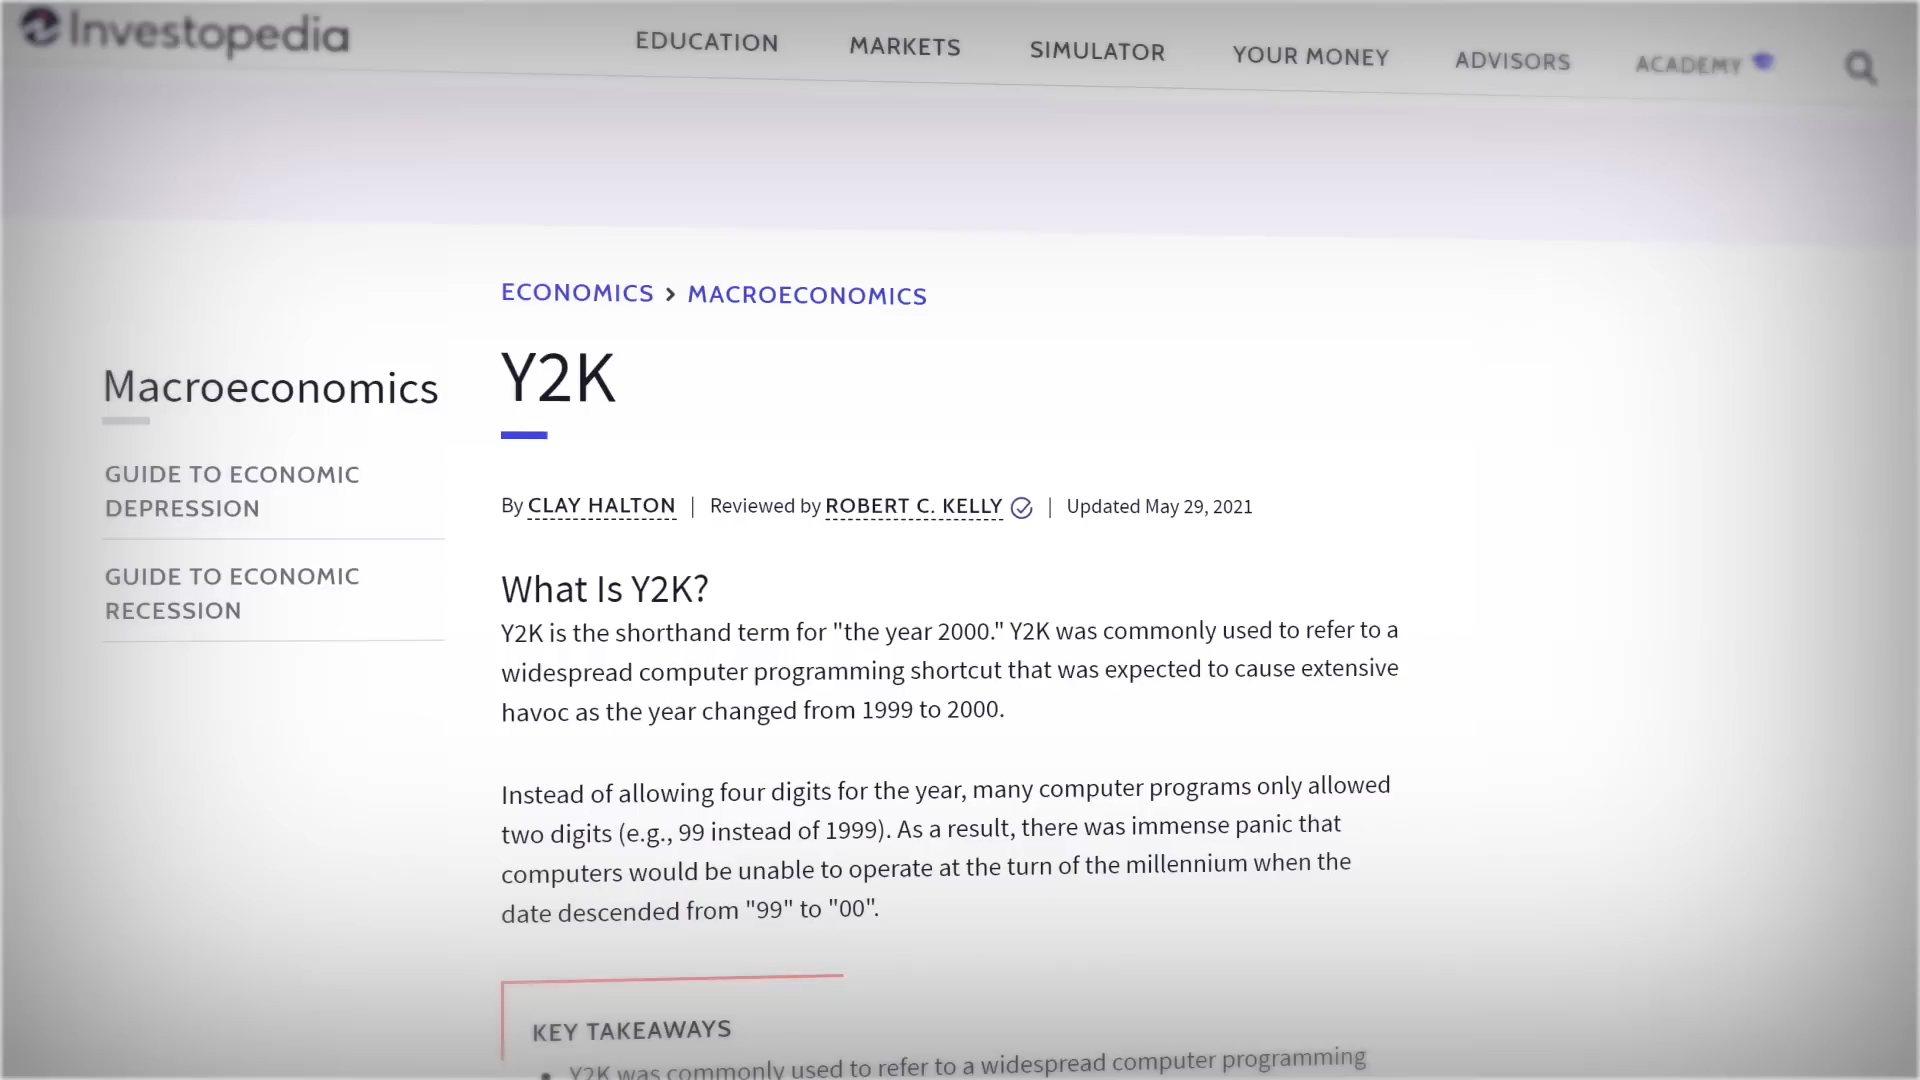 Investopedia
EDUCATION MARKETS SIMULATOR YOUR MONEY ADVISORS ACADEMY
ECONOMICS > MACROECONOMICS
Macroeconomics
GUIDE TO ECONOMIC
DEPRESSION
GUIDE TO ECONOMIC
RECESSION
Y2K
By CLAY HALTON | Reviewed by ROBERT C. KELLY | Updated May 29, 2021
What Is Y2K?
Y2K is the shorthand term for "the year 2000." Y2K was commonly used to refer to a
widespread computer programming shortcut that was expected to cause extensive
havoc as the year changed from 1999 to 2000.
Instead of allowing four digits for the year, many computer programs only allowed
two digits (e.g., 99 instead of 1999). As a result, there was immense panic that
computers would be unable to operate at the turn of the millennium when the
date descended from "99" to "00".
KEY TAKEAWAYS
• Y2K was commonly used to refer to a widespread computer programming